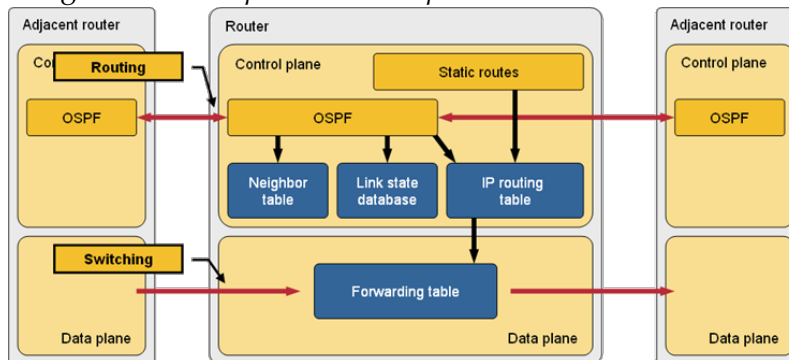 Adjacent router
Router
Adjacent router
Routing
Control plane
Static routes
Control plane
OSPF
OSPF
OSPF
Neighbor
table
Link state
database
IP routing
table
Switching
Forwarding table
Data plane
Data plane
Data plane